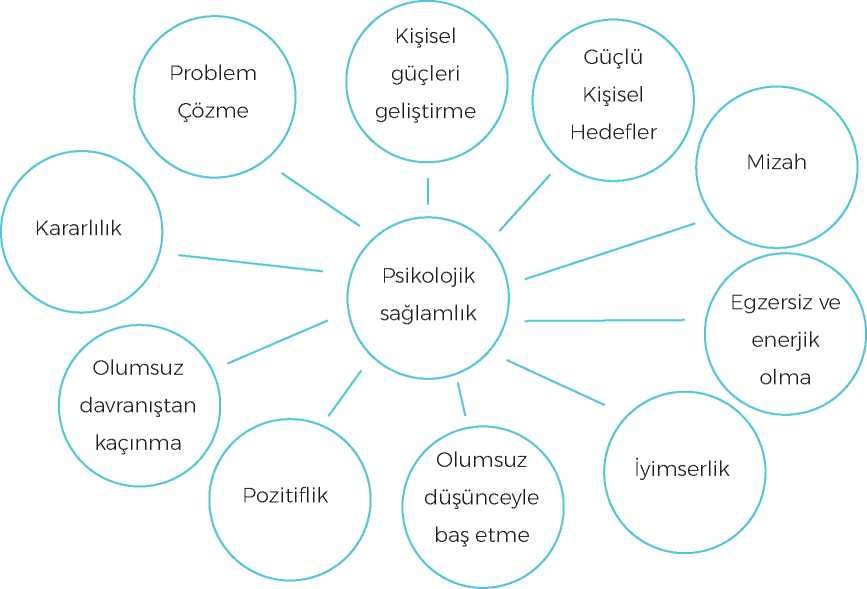 Kişisel
güçleri
geliştirme
Güçlü
Kişisel
Hedefler
Problem
Çözme
Mizah
Kararlılık
Psikolojik
sağlamlık
Egzersiz ve
enerjik
olma
Olumsuz
davranıştan
kaçınma
Pozitiflik
Olumsuz
düşünceyle
baş etme
İyimserlik